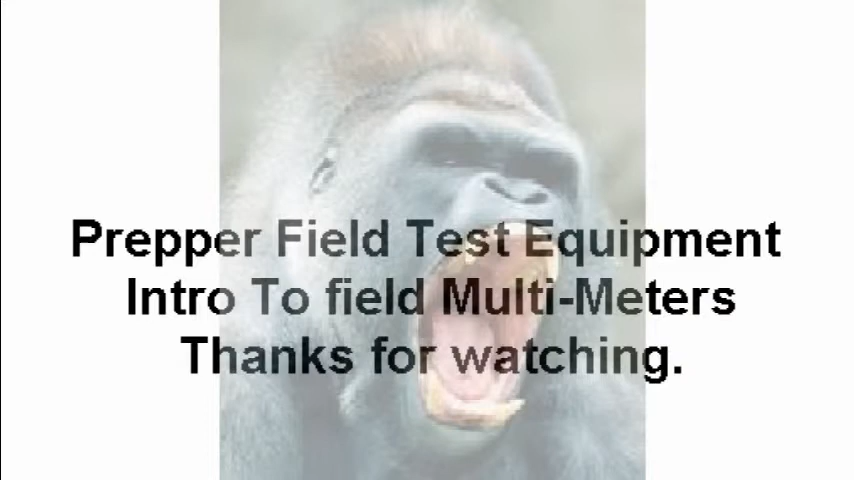 Prepper Field Test Equipment
Intro To field Multi-Meters
Thanks for watching.